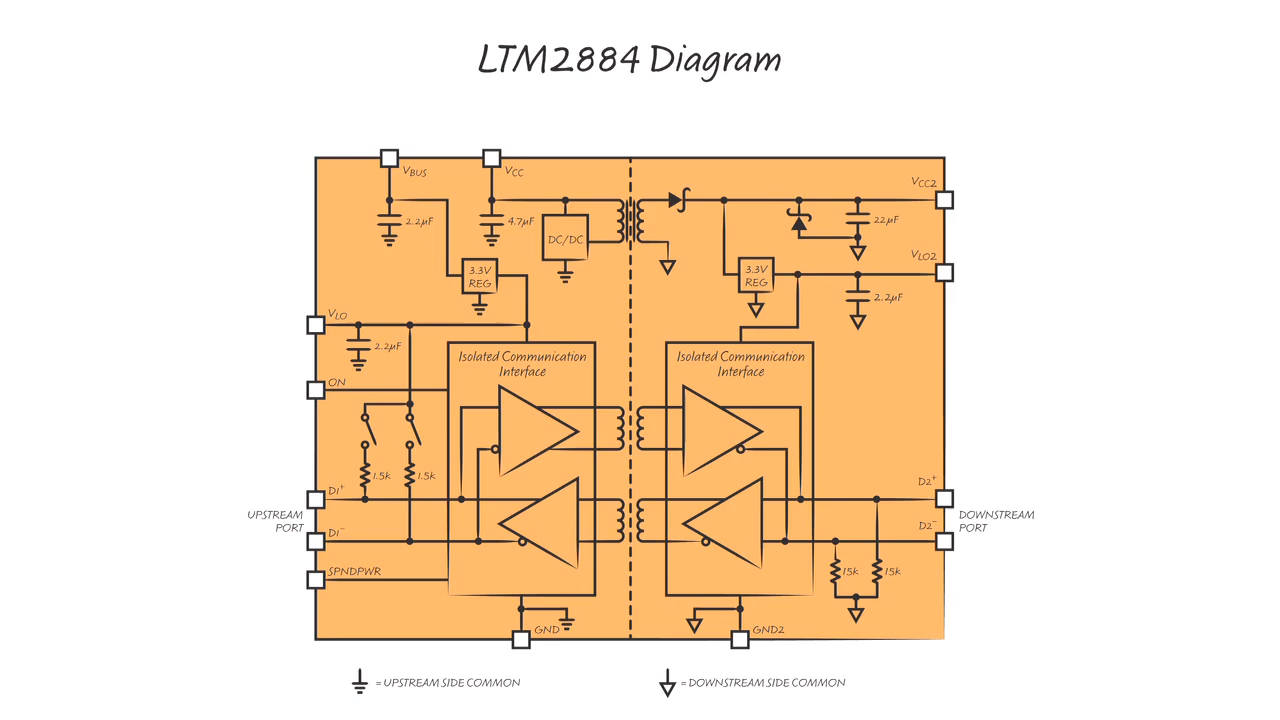 LTM2884 Diagram
VBUS
VCC
VCC2
2.2µF
4.7µF
22µF
DC/DC
VLO2
3.3V
REG
3.3V
REG
2.2µF
VLO
2.2µF
Isolated Communication
Interface
Isolated Communication
Interface
ON
1.5k
1.5k
D1+
D2+
UPSTREAM
PORT
DOWNSTREAM
PORT
D1-
D2-
SPNDPWR
15k
15k
GND
GND2
= UPSTREAM SIDE COMMON
= DOWNSTREAM SIDE COMMON